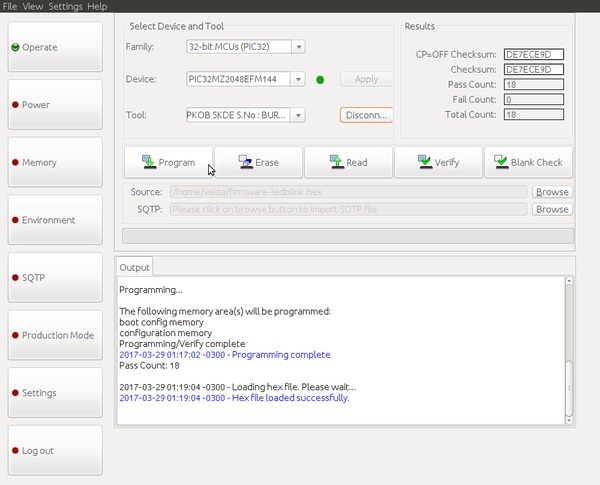 File View Settings Help
Operate
Power
Memory
Environment
SQTP
Production Mode
Settings
Log out
Select Device and Tool
Family: 32-bit MCUs (PIC32)
Device: PIC32MZ2048EFM144 Apply
Tool: PKOB SKDE S.No : BUR... Disconn...
Results
CP=OFF Checksum: DE7ECE9D
Checksum: DE7ECE9D
Pass Count: 18
Fail Count: 0
Total Count: 18
Program Erase Read Verify Blank Check
Source: /home/veiga/firmware-ledblink.hex Browse
SQTP: Please click on browse button to import SQTP file Browse
Output
Programming...
The following memory area(s) will be programmed:
boot config memory
configuration memory
Programming/Verify complete
2017-03-29 01:17:02 -0300 - Programming complete
Pass Count: 18
2017-03-29 01:19:04 -0300 - Loading hex file. Please wait...
2017-03-29 01:19:04 -0300 - Hex file loaded successfully.